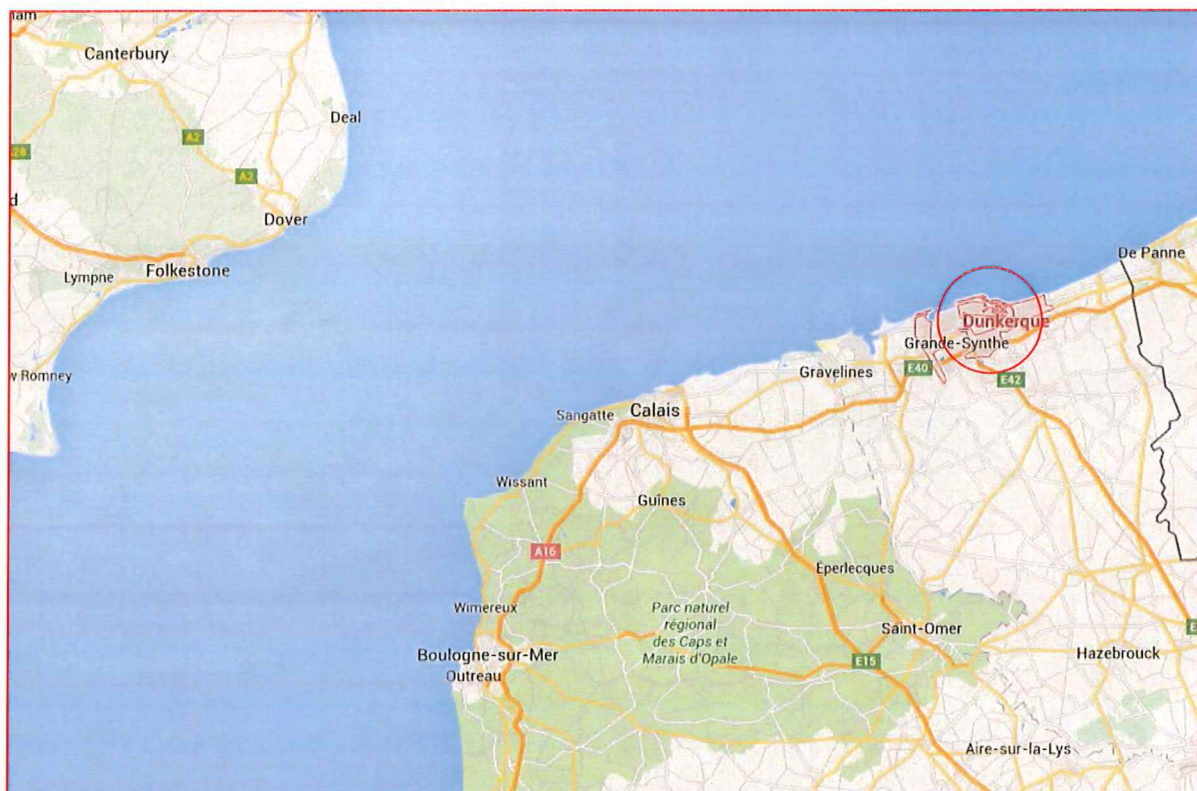 Canterbury
Deal
A2
A2
Dover
Folkestone
Lympne
Romney
De Panne
Dunkerque
Grande-Synthe
Gravelines
E40
E42
Calais
Sangatte
Wissant
Guînes
A16
Éperlecques
Wimereux
Parc naturel
régional
des Caps et
Marais d'Opale
Saint-Omer
Boulogne-sur-Mer
Outreau
E15
Hazebrouck
Aire-sur-la-Lys